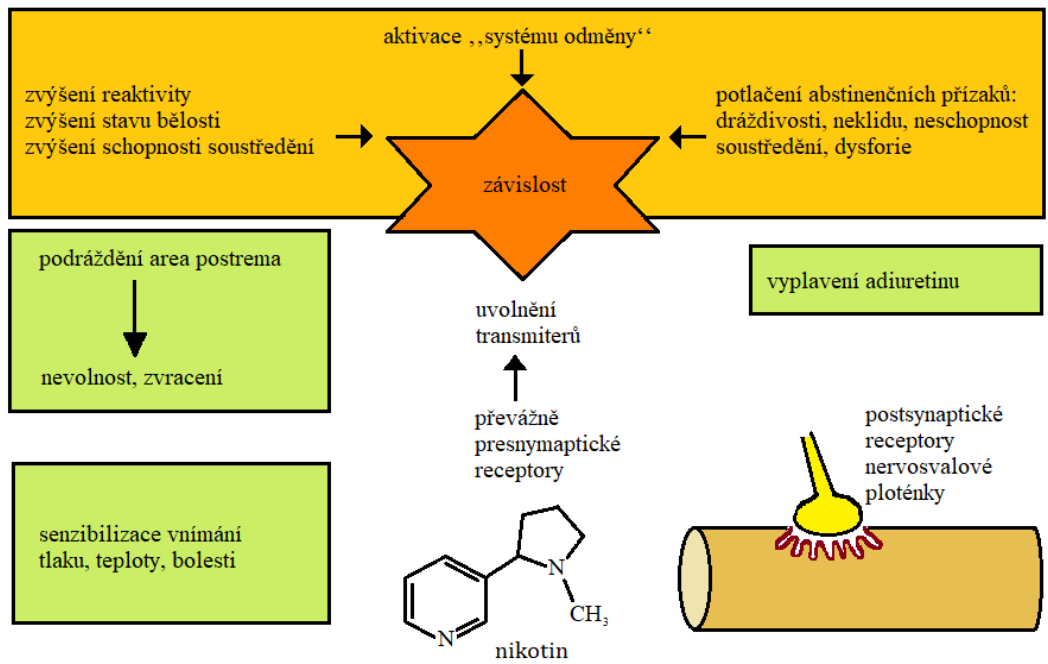 aktivace ,,systému odměny‘‘
zvýšení reaktivity
zvýšení stavu bělosti
zvýšení schopnosti soustředění
potlačení abstinenčních přízaků:
dráždivosti, neklidu, neschopnost
soustředění, dysforie
závislost
podráždění area postrema
nevolnost, zvracení
uvolnění
transmiterů
vyplavení adiuretinu
převážně
presnymaptické
receptory
postsynaptické
receptory
nervosvalové
ploténky
senzibilizace vnímání
tlaku, teploty, bolesti
N
CH₃
N
nikotin